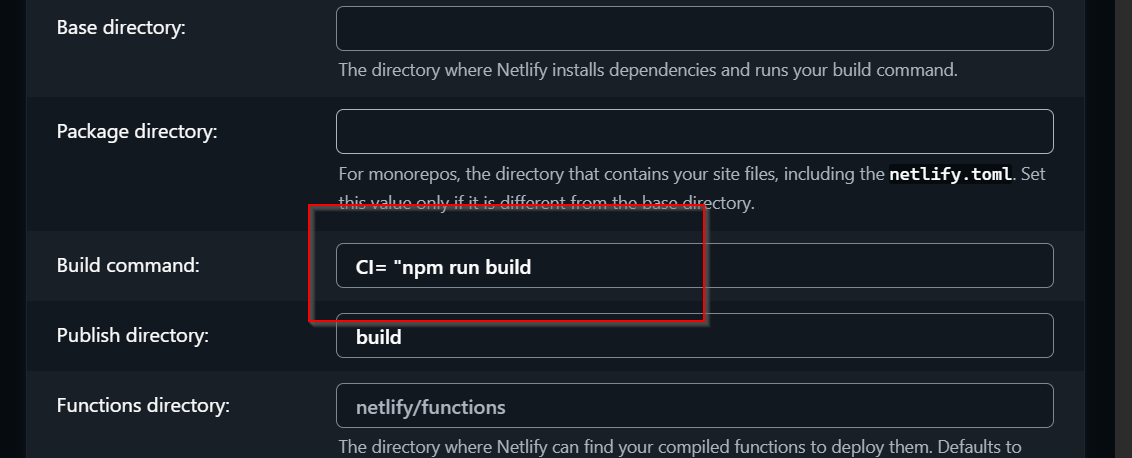 Base directory:
The directory where Netlify installs dependencies and runs your build command.
Package directory:
For monorepos, the directory that contains your site files, including the netlify.toml. Set
this value only if it is different from the base directory.
Build command:
CI= "npm run build
Publish directory:
build
Functions directory:
netlify/functions
The directory where Netlify can find your compiled functions to deploy them. Defaults to